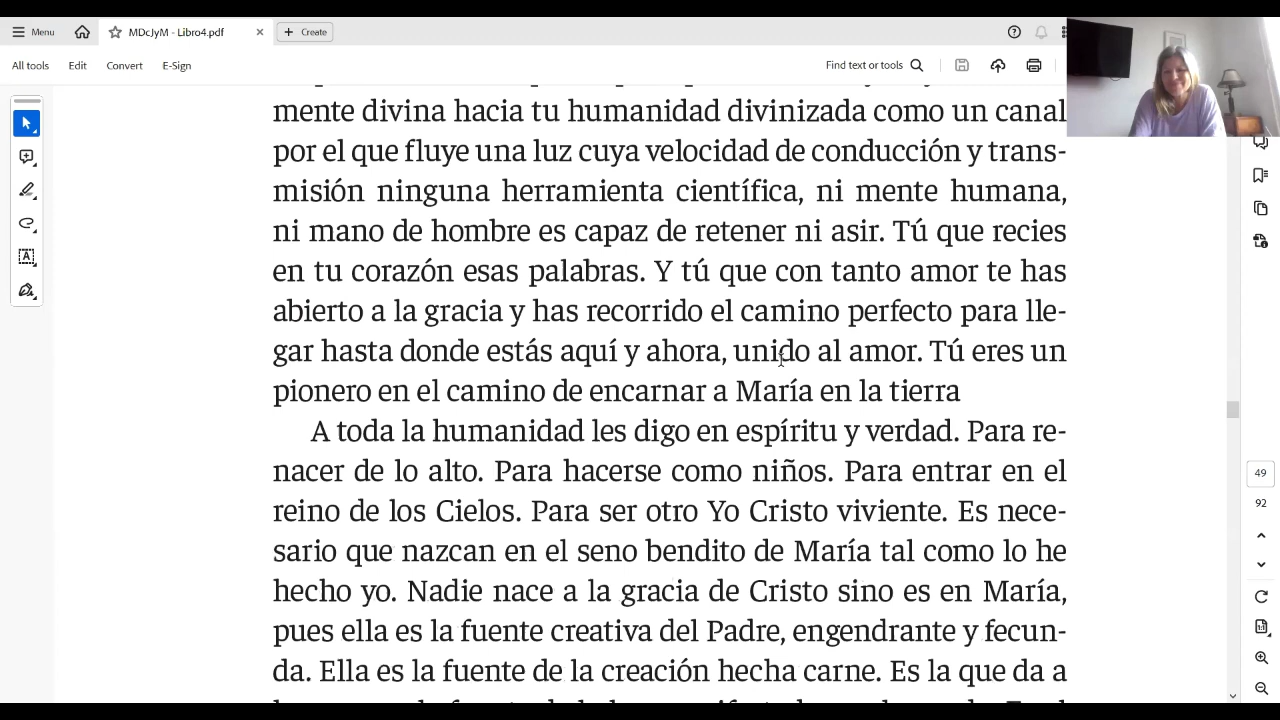 Menu
MDcJyM - Libro4.pdf
Create
All tools
Edit
Convert
E-Sign
Find text or tools
mente divina hacia tu humanidad divinizada como un canal
por el que fluye una luz cuya velocidad de conducción y trans-
misión ninguna herramienta científica, ni mente humana,
ni mano de hombre es capaz de retener ni asir. Tú que recies
en tu corazón esas palabras. Y tú que con tanto amor te has
abierto a la gracia y has recorrido el camino perfecto para lle-
gar hasta donde estás aquí y ahora, unido al amor. Tú eres un
pionero en el camino de encarnar a María en la tierra
A toda la humanidad les digo en espíritu y verdad. Para re-
nacer de lo alto. Para hacerse como niños. Para entrar en el
reino de los Cielos. Para ser otro Yo Cristo viviente. Es nece-
sario que nazcan en el seno bendito de María tal como lo he
hecho yo. Nadie nace a la gracia de Cristo sino es en María,
pues ella es la fuente creativa del Padre, engendrante y fecun-
da. Ella es la fuente de la creación hecha carne. Es la que da a
49
92